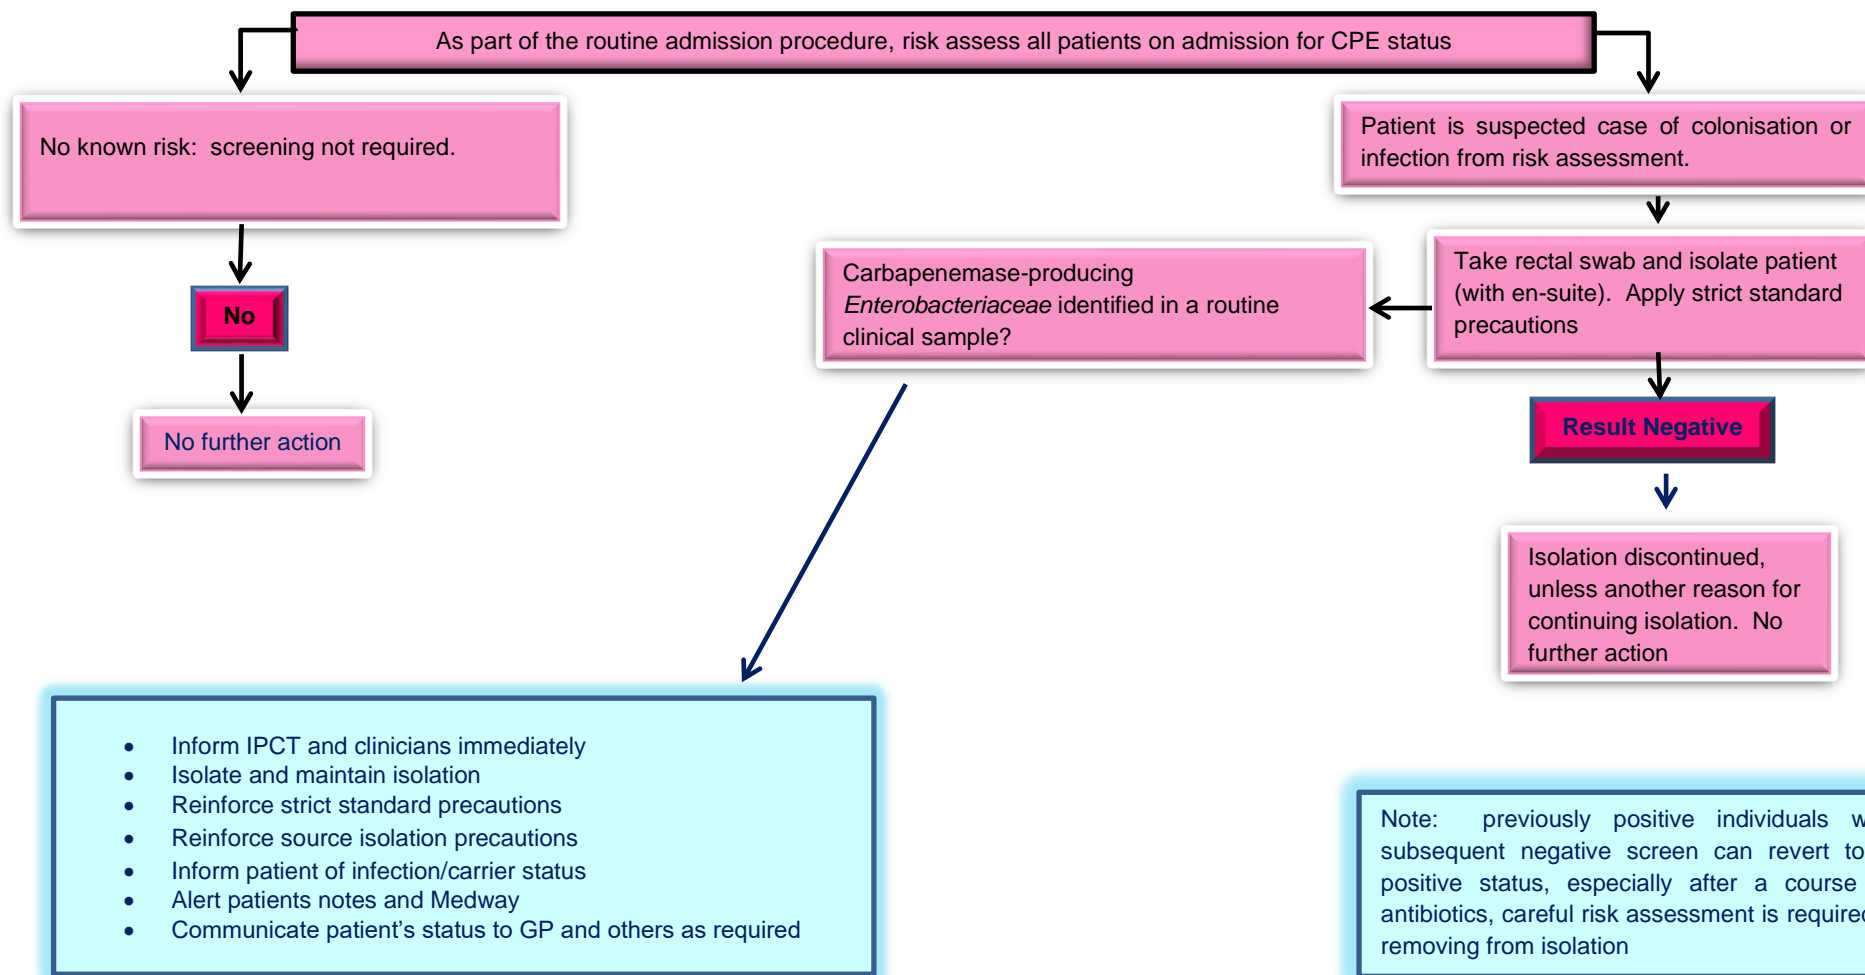 As part of the routine admission procedure, risk assess all patients on admission for CPE status
No known risk:  screening not required.
Patient is suspected case of colonisation or
infection from risk assessment.
Carbapenemase-producing
Enterobacteriaceae identified in a routine
clinical sample?
Take rectal swab and isolate patient
(with en-suite).  Apply strict standard
precautions
No
Result Negative
No further action
Isolation discontinued,
unless another reason for
continuing isolation.  No
further action
• Inform IPCT and clinicians immediately
• Isolate and maintain isolation
• Reinforce strict standard precautions
• Reinforce source isolation precautions
• Inform patient of infection/carrier status
• Alert patients notes and Medway
• Communicate patient’s status to GP and others as required
Note: previously positive individuals
subsequent negative screen can revert to
positive status, especially after a course
antibiotics, careful risk assessment is required
removing from isolation